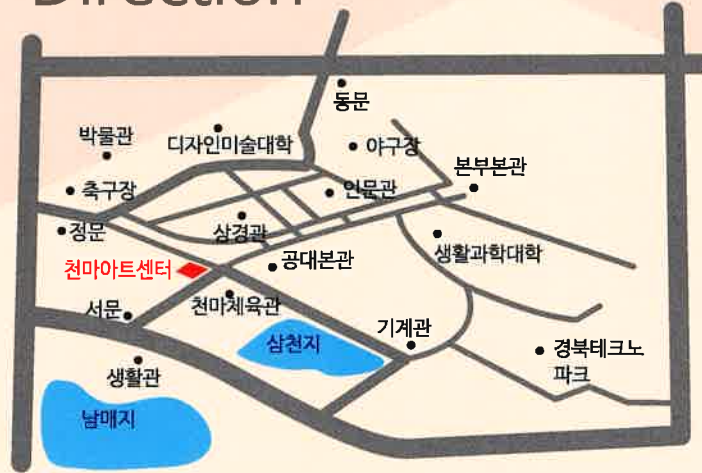 Direction
동문
박물관
디자인미술대학
야구장
본부본관
축구장
인문관
정문
삼경관
생활과학대학
공대본관
천마아트센터
천마체육관
서문
기계관
삼천지
경북테크노
파크
생활관
남매지